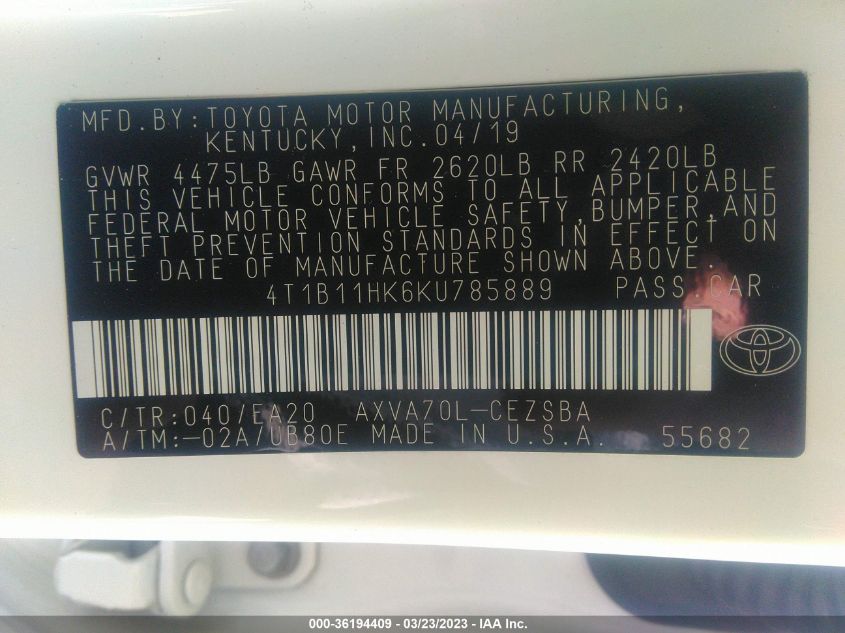 MFD.BY:TOYOTA MOTOR MANUFACTURING,
KENTUCKY,INC.04/19
GVWR 4475LB GAWR FR 2620LB RR 2420LB
THIS VEHICLE CONFORMS TO ALL APPLICABLE
FEDERAL MOTOR VEHICLE SAFETY,BUMPER,AND
THEFT PREVENTION STANDARDS IN EFFECT ON
THE DATE OF MANUFACTURE SHOWN ABOVE.
4T1B11HK6KU785889 PASS.CAR
C/TR:040/EA20 AXVA70L-CEZSBA
A/TM:-02A/UB80E MADE IN U.S.A. 55682
000-36194409 - 03/23/2023 - IAA Inc.